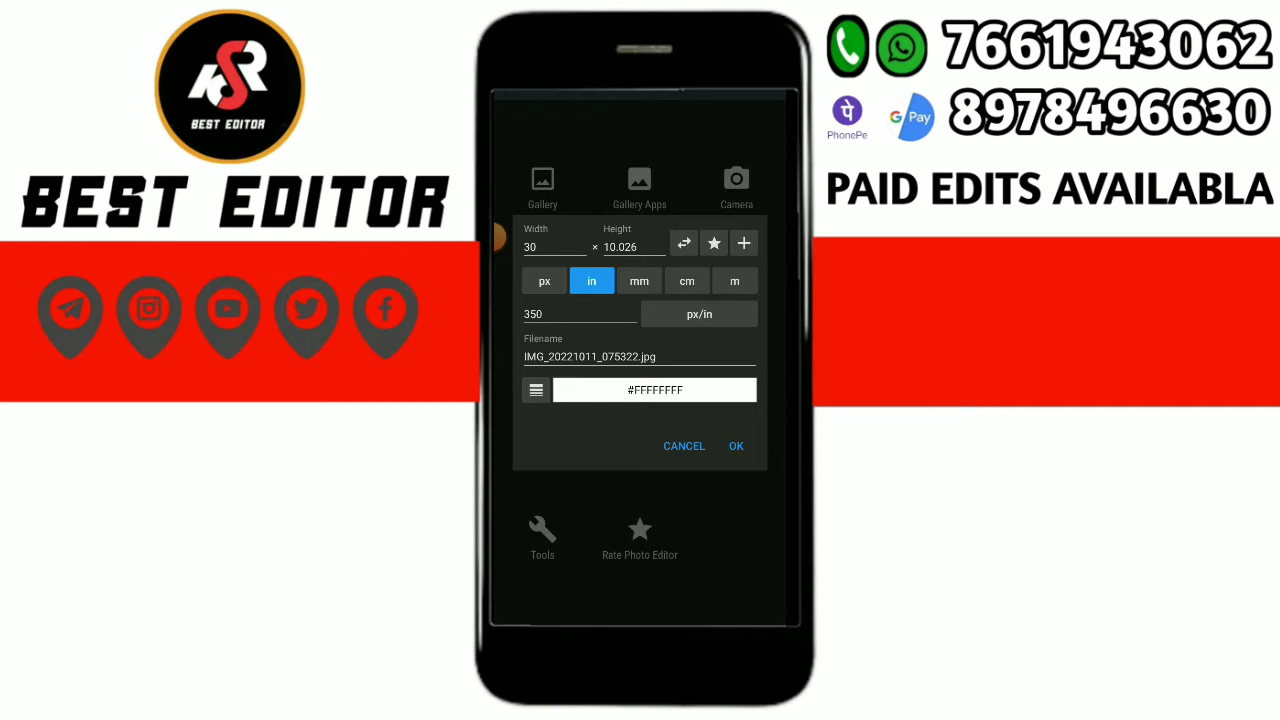 KSR
BEST EDITOR
BEST EDITOR
7661943062
पे
PhonePe
G Pay
8978496630
PAID EDITS AVAILABLA
Gallery
Gallery Apps
Camera
Width
Height
30 × 10.026
px
in
mm
cm
m
350
px/in
Filename
IMG_20221011_075322.jpg
#FFFFFFFF
CANCEL
OK
Tools
Rate Photo Editor